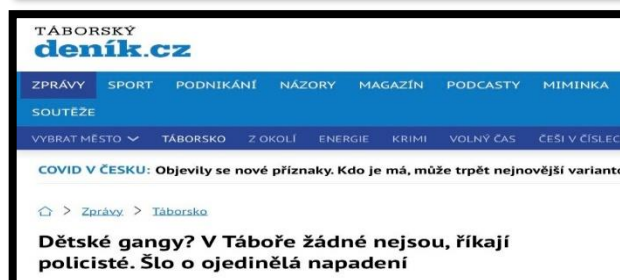 TÁBORSKÝ
deník.cz
ZPRÁVY SPORT PODNIKÁNÍ NÁZORY MAGAZÍN PODCASTY MIMINKA
SOUTĚŽE
VYBRAT MĚSTO TÁBORSKO Z OKOLÍ ENERGIE KRIMI VOLNÝ ČAS ČEŠI V ČÍSLEC
COVID V ČESKU: Objevily se nové příznaky. Kdo je má, může trpět nejnovější variant
> Zprávy > Táborsko
Dětské gangy? V Táboře žádné nejsou, říkají
policisté. Šlo o ojedinělá napadení